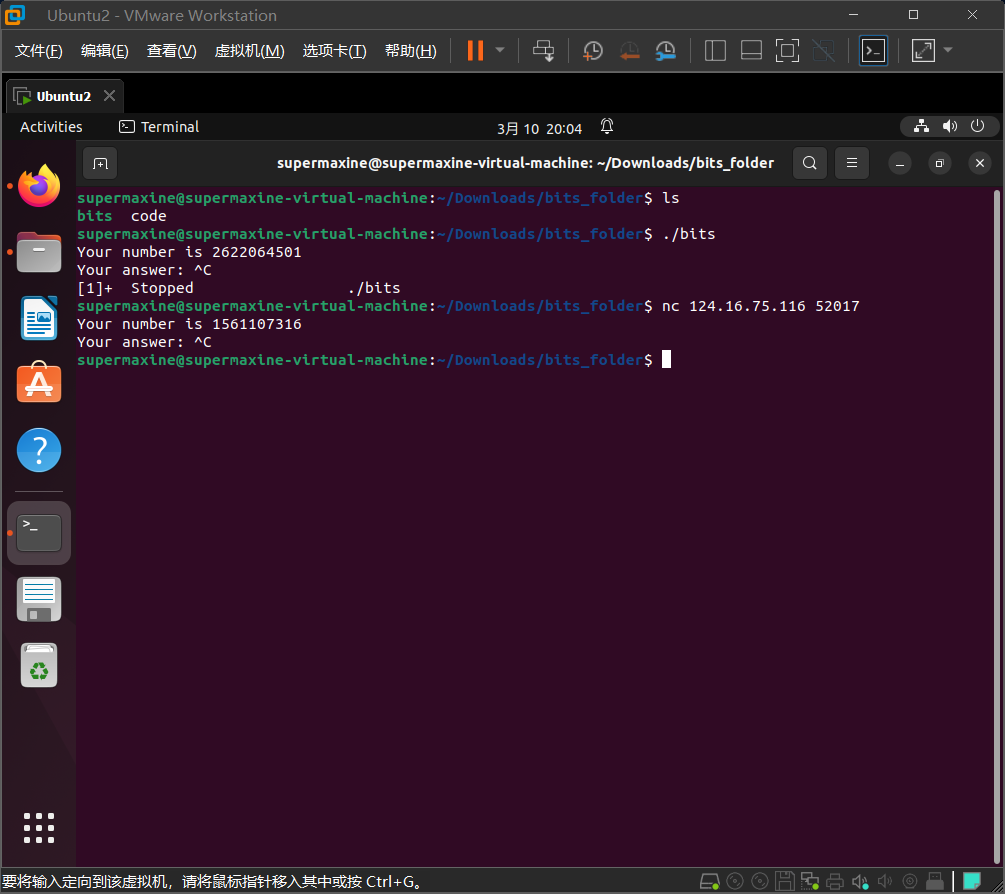 Ubuntu2 - VMware Workstation
文件(F) 编辑(E) 查看(V) 虚拟机(M) 选项卡(T) 帮助(H)
Ubuntu2
Activities Terminal 3月 10 20:04
supermaxine@supermaxine-virtual-machine: ~/Downloads/bits_folder
supermaxine@supermaxine-virtual-machine:~/Downloads/bits_folder$ ls
bits code
supermaxine@supermaxine-virtual-machine:~/Downloads/bits_folder$ ./bits
Your number is 2622064501
Your answer: ^C
[1]+ Stopped ./bits
supermaxine@supermaxine-virtual-machine:~/Downloads/bits_folder$ nc 124.16.75.116 52017
Your number is 1561107316
Your answer: ^C
supermaxine@supermaxine-virtual-machine:~/Downloads/bits_folder$
要将输入定向到该虚拟机，请将鼠标指针移入其中或按 Ctrl+G。